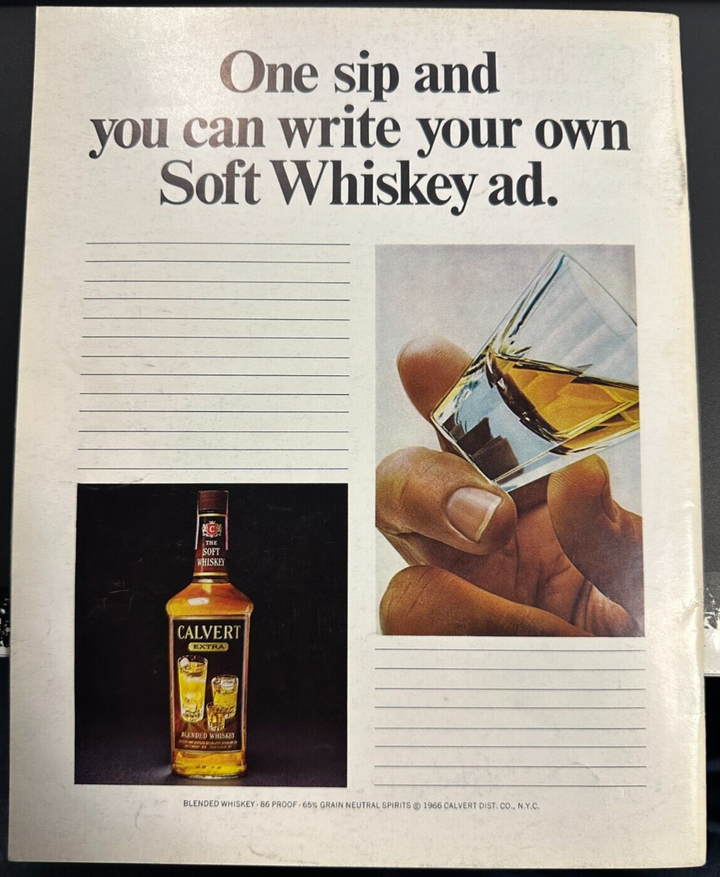 One sip and
you can write your own
Soft Whiskey ad.
C
THE
SOFT
WHISKEY
CALVERT
EXTRA
BLENDED WHISKEY
BLENDED WHISKEY · 86 PROOF · 65% GRAIN NEUTRAL SPIRITS © 1966 CALVERT DIST. CO., N.Y.C.